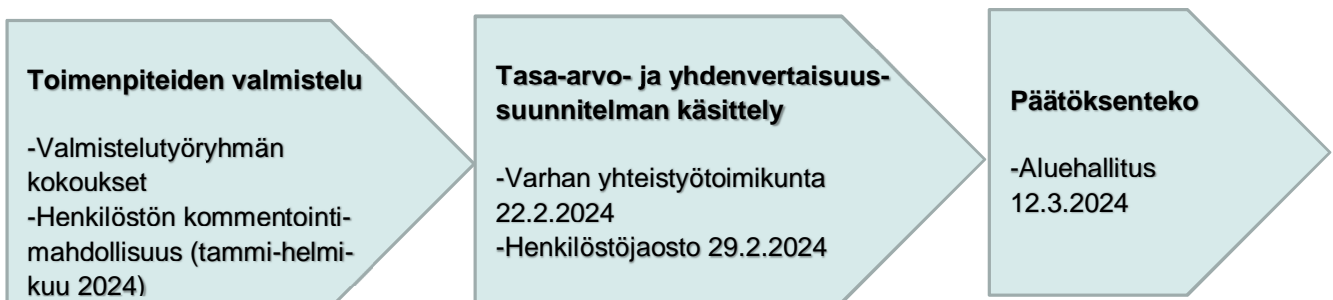 Toimenpiteiden valmistelu
-Valmistelutyöryhmän
kokoukset
-Henkilöstön kommentointi-
mahdollisuus (tammi-helmi-
kuu 2024)
Tasa-arvo- ja yhdenvertaisuus-
suunnitelman käsittely
-Varhan yhteistyötoimikunta
22.2.2024
-Henkilöstöjaosto 29.2.2024
Päätöksenteko
-Aluehallitus
12.3.2024